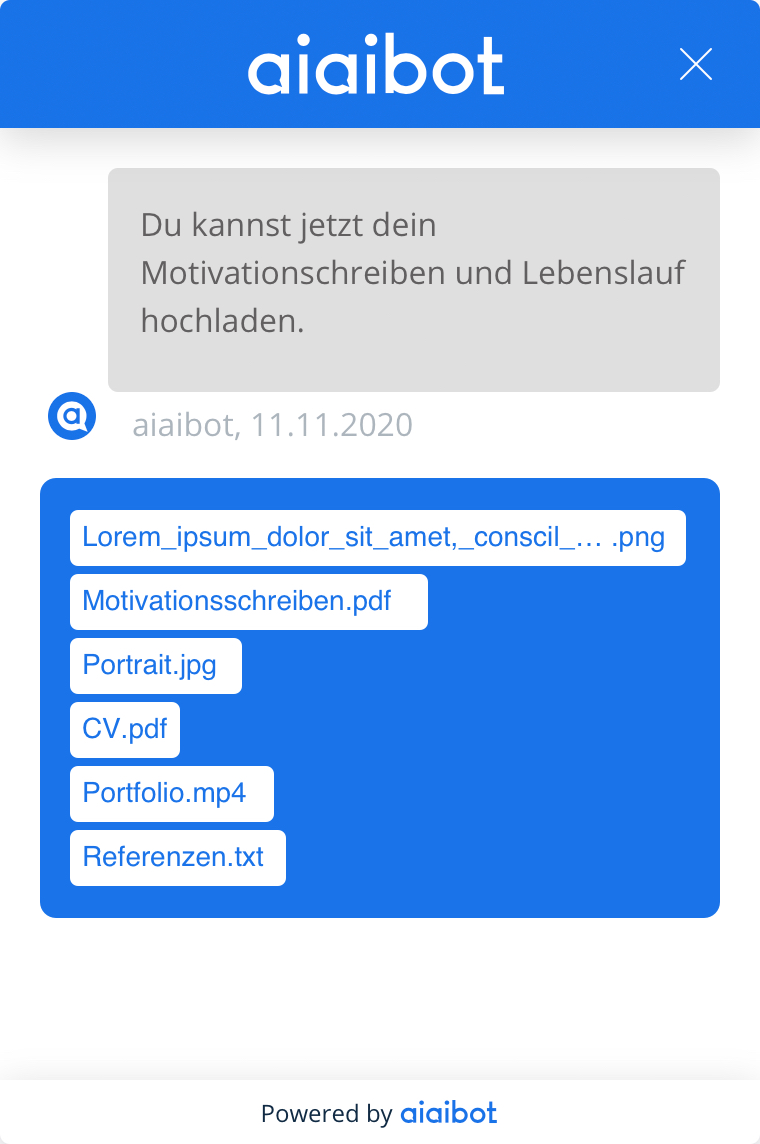 aiaibot
Du kannst jetzt dein
Motivationschreiben und Lebenslauf
hochladen.
aiaibot, 11.11.2020
Lorem_ipsum_dolor_sit_amet,_conscil_… .png
Motivationsschreiben.pdf
Portrait.jpg
CV.pdf
Portfolio.mp4
Referenzen.txt
Powered by aiaibot